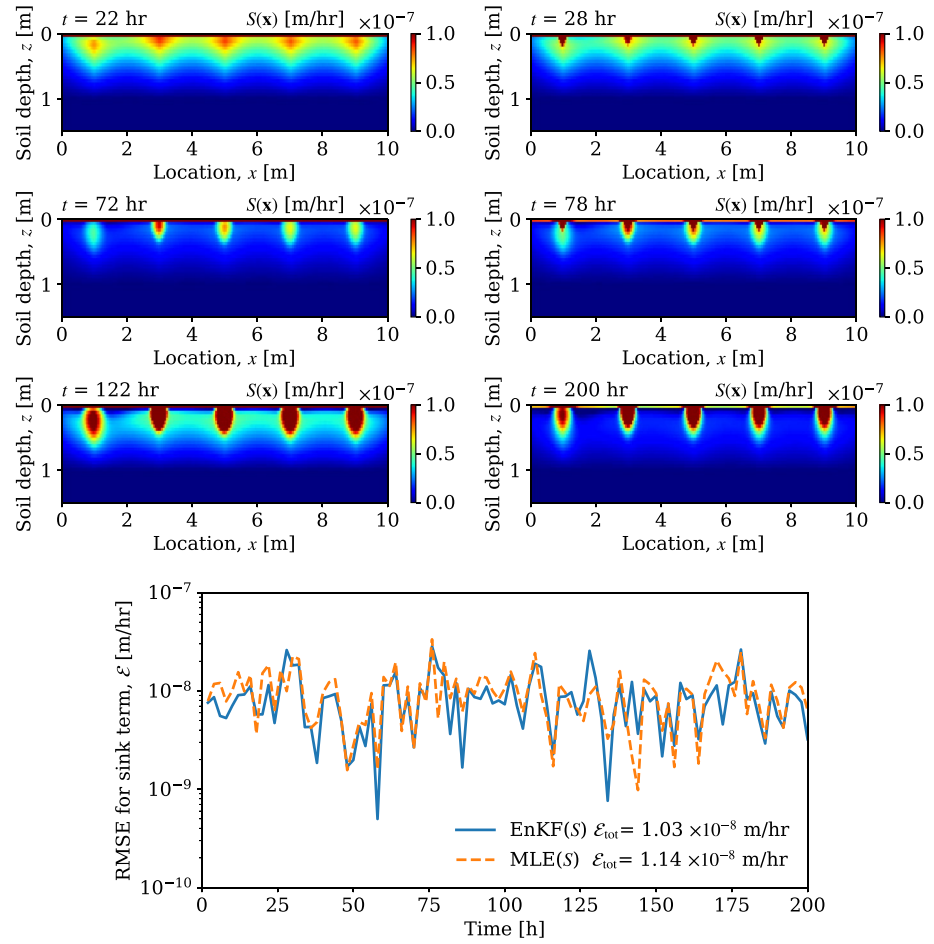 t = 22 hr S(x) [m/hr] ×10⁻⁷
Soil depth, z [m]
0
1
0 2 4 6 8 10
Location, x [m]
1.0
0.5
0.0
t = 28 hr S(x) [m/hr] ×10⁻⁷
Soil depth, z [m]
0
1
0 2 4 6 8 10
Location, x [m]
1.0
0.5
0.0
t = 72 hr S(x) [m/hr] ×10⁻⁷
Soil depth, z [m]
0
1
0 2 4 6 8 10
Location, x [m]
1.0
0.5
0.0
t = 78 hr S(x) [m/hr] ×10⁻⁷
Soil depth, z [m]
0
1
0 2 4 6 8 10
Location, x [m]
1.0
0.5
0.0
t = 122 hr S(x) [m/hr] ×10⁻⁷
Soil depth, z [m]
0
1
0 2 4 6 8 10
Location, x [m]
1.0
0.5
0.0
t = 200 hr S(x) [m/hr] ×10⁻⁷
Soil depth, z [m]
0
1
0 2 4 6 8 10
Location, x [m]
1.0
0.5
0.0
RMSE for sink term, ℰ [m/hr]
10⁻⁷
10⁻⁸
10⁻⁹
10⁻¹⁰
EnKF(S) ℰtot= 1.03 ×10⁻⁸ m/hr
MLE(S) ℰtot= 1.14 ×10⁻⁸ m/hr
0 25 50 75 100 125 150 175 200
Time [h]